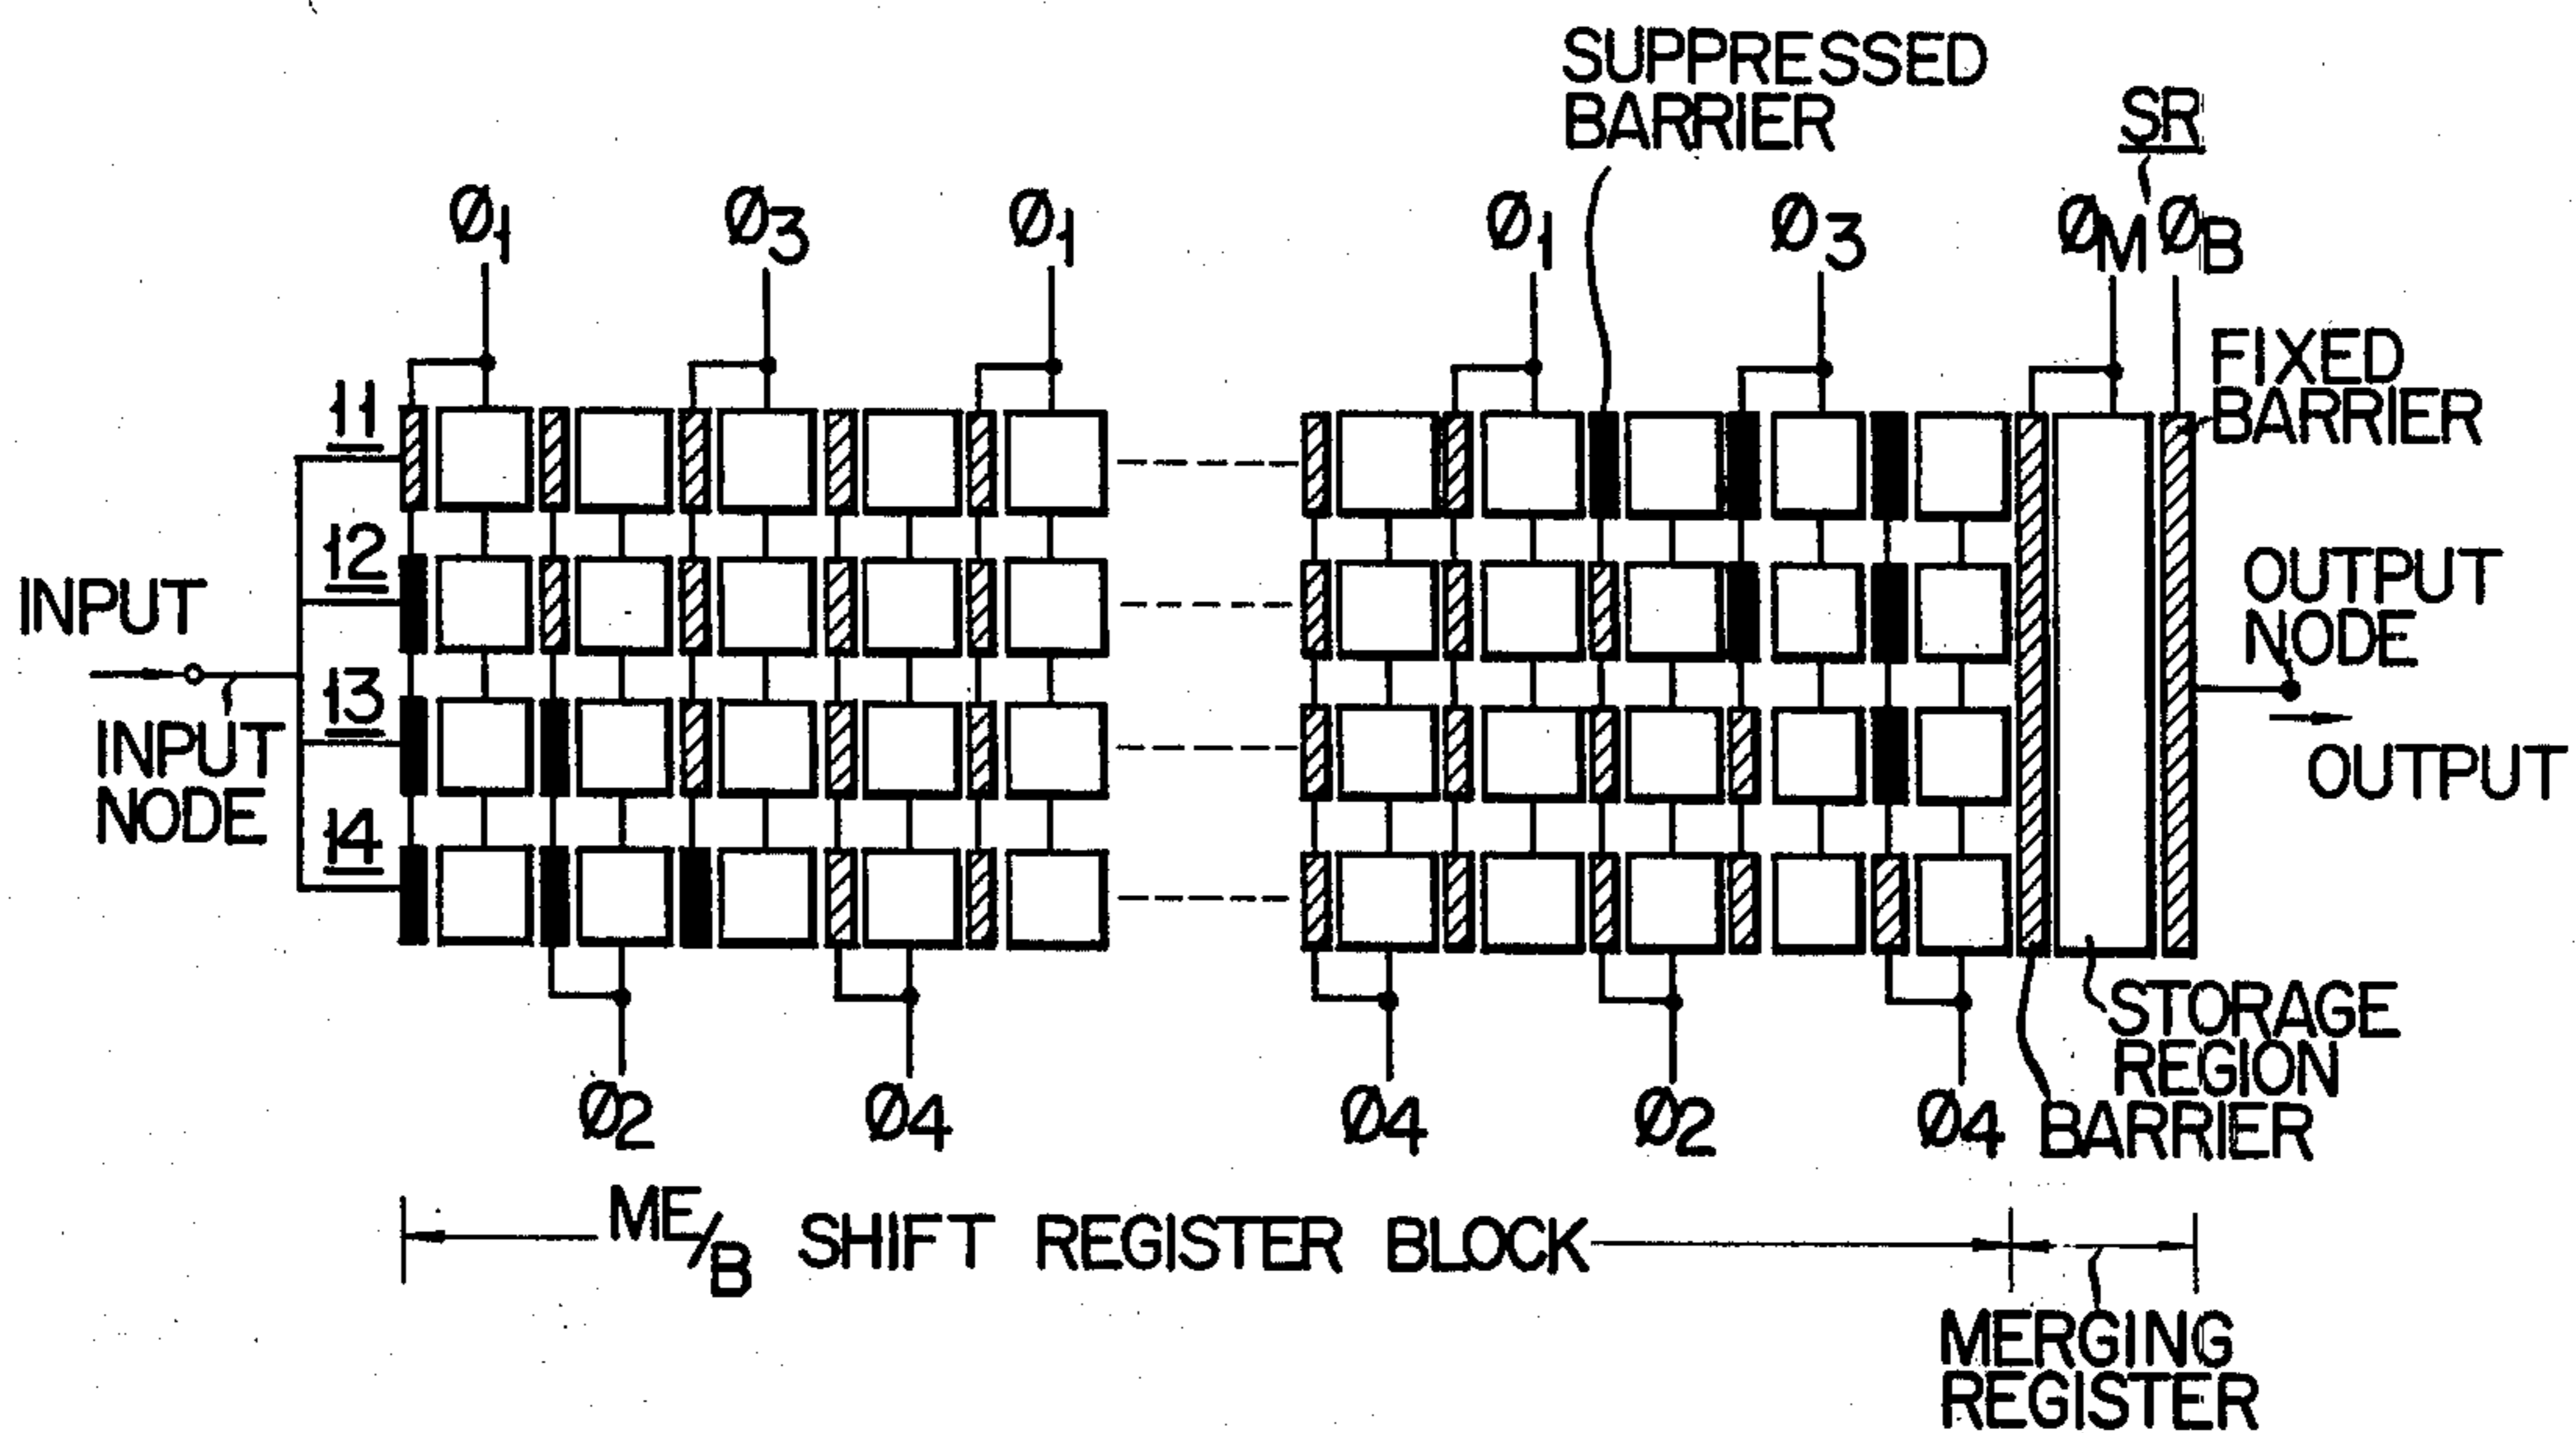 SUPPRESSED
BARRIER
SR
Ø1
Ø3
Ø1
Ø1
Ø3
ØM ØB
FIXED
BARRIER
11
12
INPUT
13
INPUT
NODE
14
OUTPUT
NODE
OUTPUT
STORAGE
REGION
BARRIER
Ø2
Ø4
Ø4
Ø2
Ø4
ME/B SHIFT REGISTER BLOCK
MERGING
REGISTER